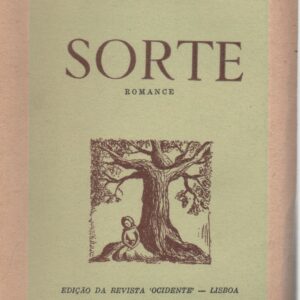 SORTE
ROMANCE
EDIÇÃO DA REVISTA 'OCIDENTE' — LISBOA